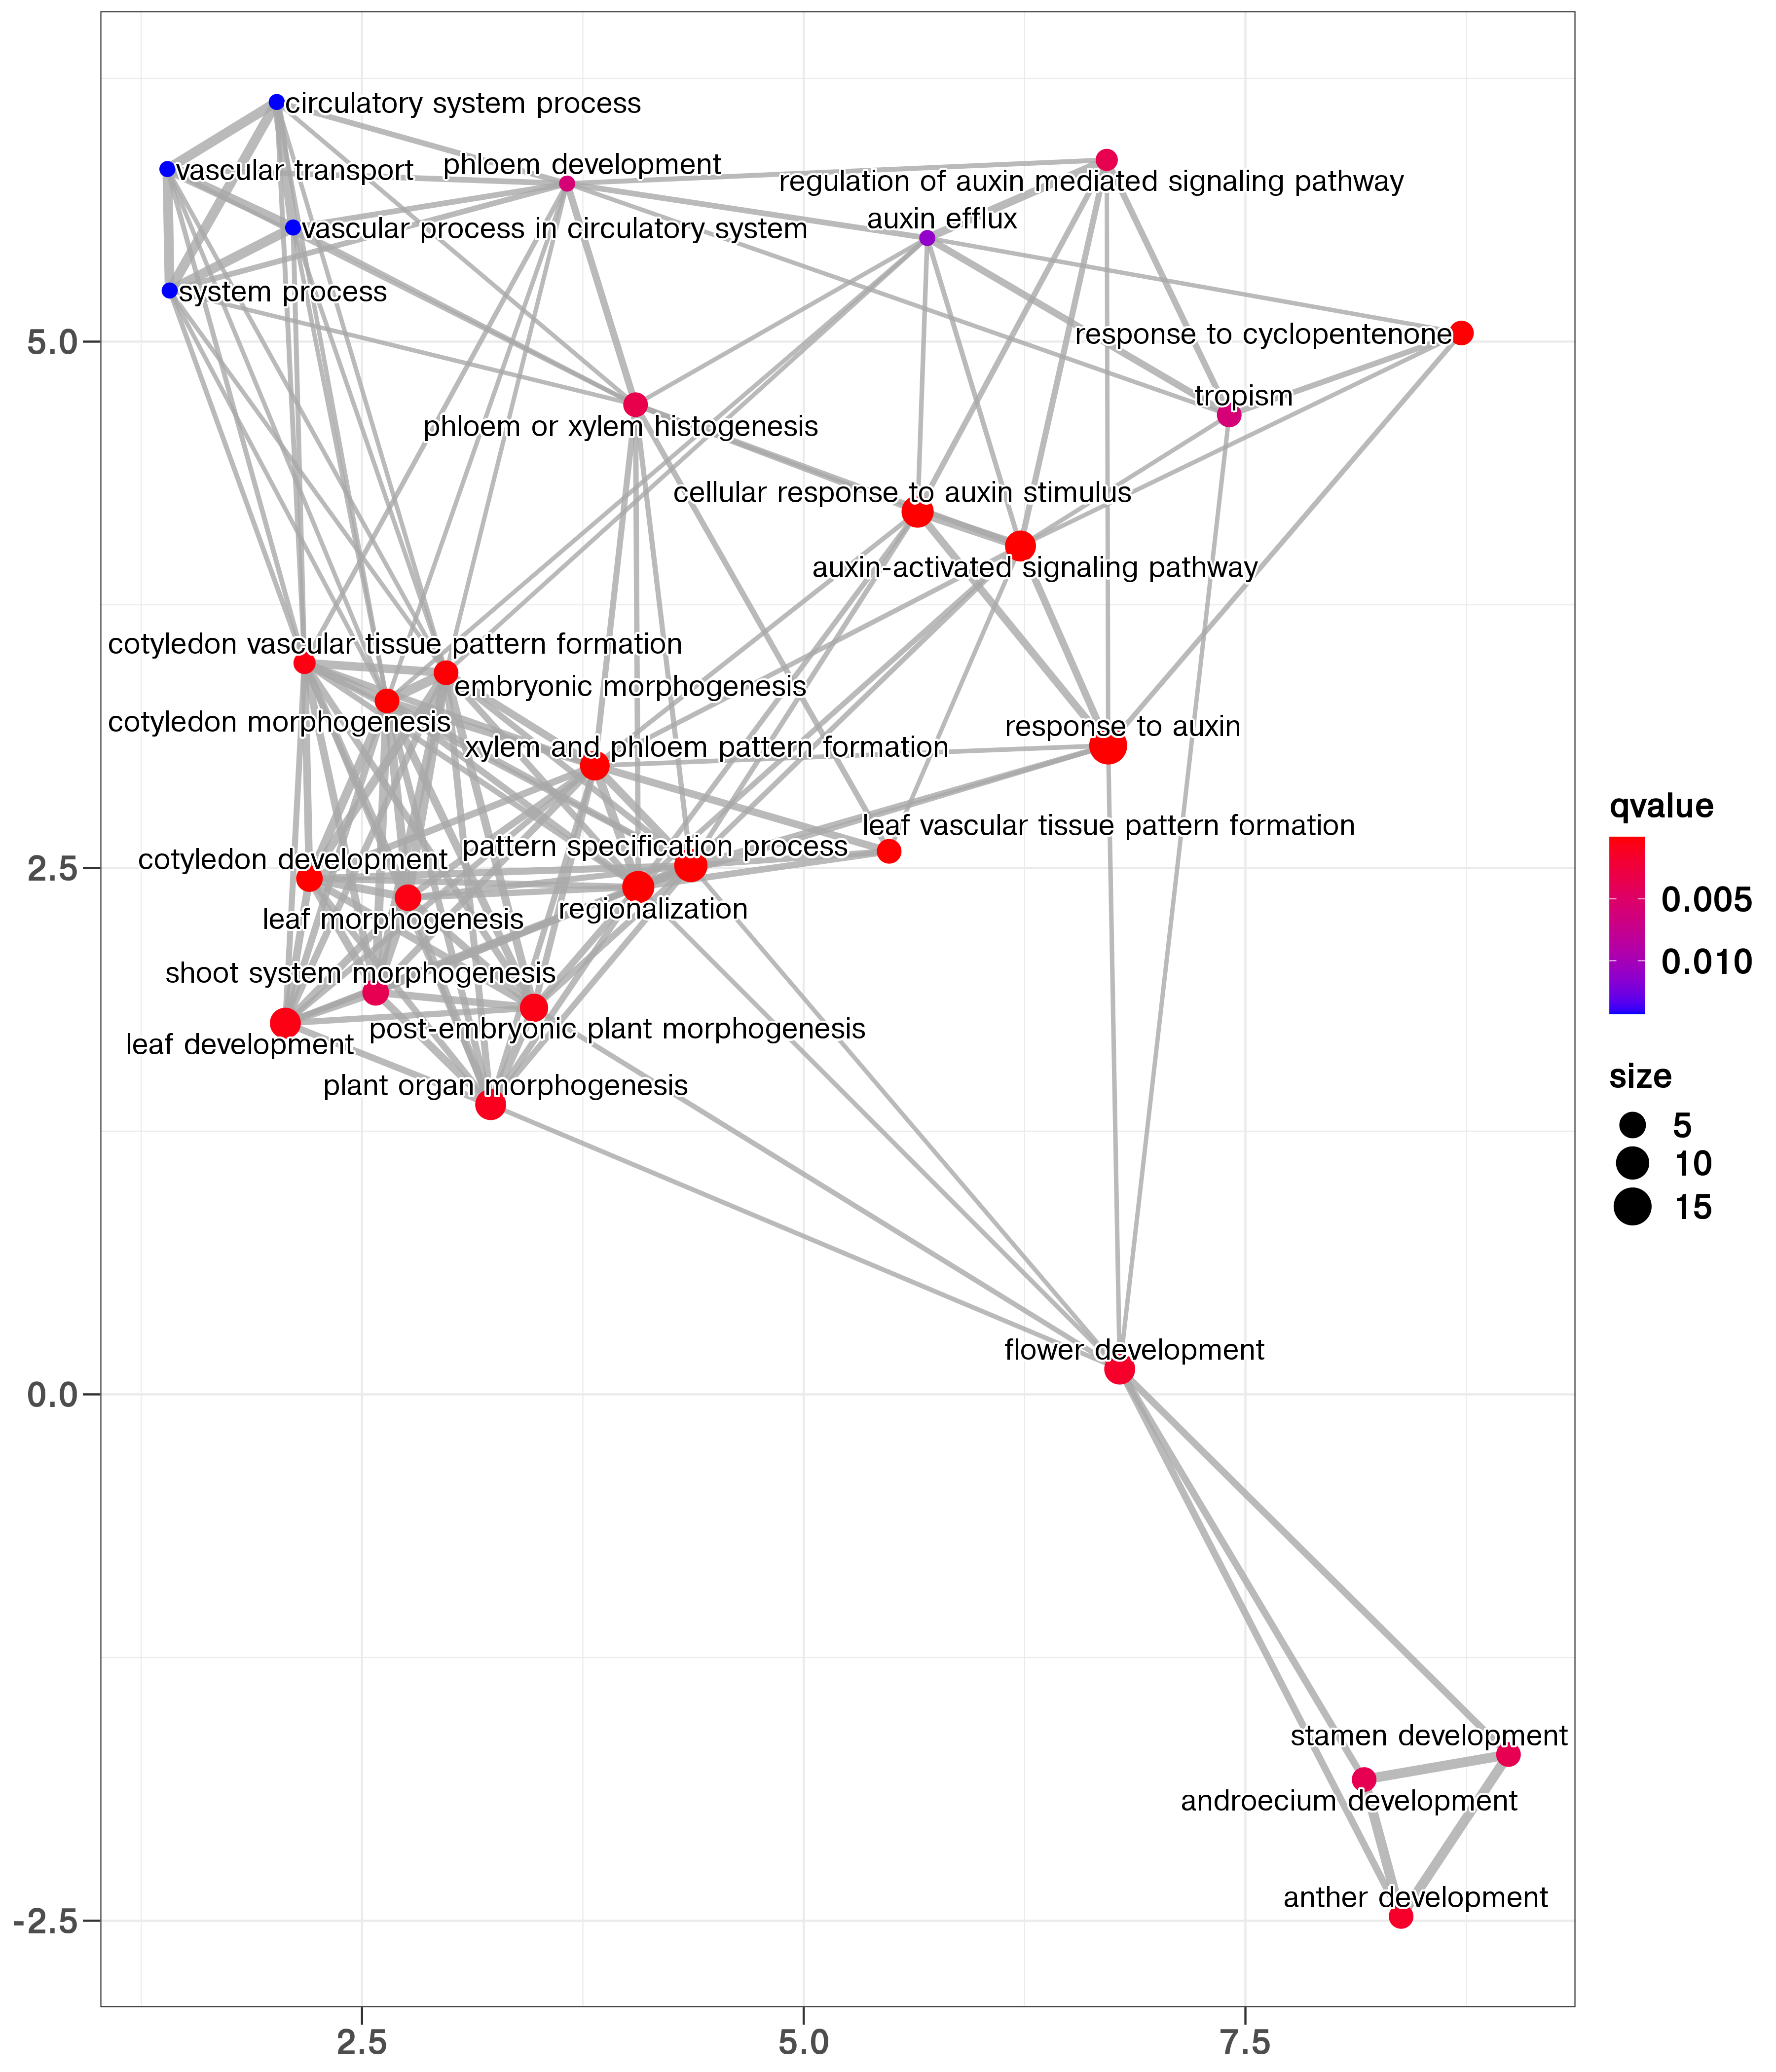 circulatory system process
phloem development
vascular transport
regulation of auxin mediated signaling pathway
auxin efflux
vascular process in circulatory system
system process
response to cyclopentenone
5.0
tropism
phloem or xylem histogenesis
cellular response to auxin stimulus
auxin-activated signaling pathway
cotyledon vascular tissue pattern formation
embryonic morphogenesis
cotyledon morphogenesis
response to auxin
xylem and phloem pattern formation
leaf vascular tissue pattern formation
pattern specification process
cotyledon development
2.5
regionalization
leaf morphogenesis
shoot system morphogenesis
post-embryonic plant morphogenesis
leaf development
plant organ morphogenesis
flower development
0.0
stamen development
androecium development
anther development
-2.5
2.5
5.0
7.5
qvalue
0.005
0.010
size
5
10
15